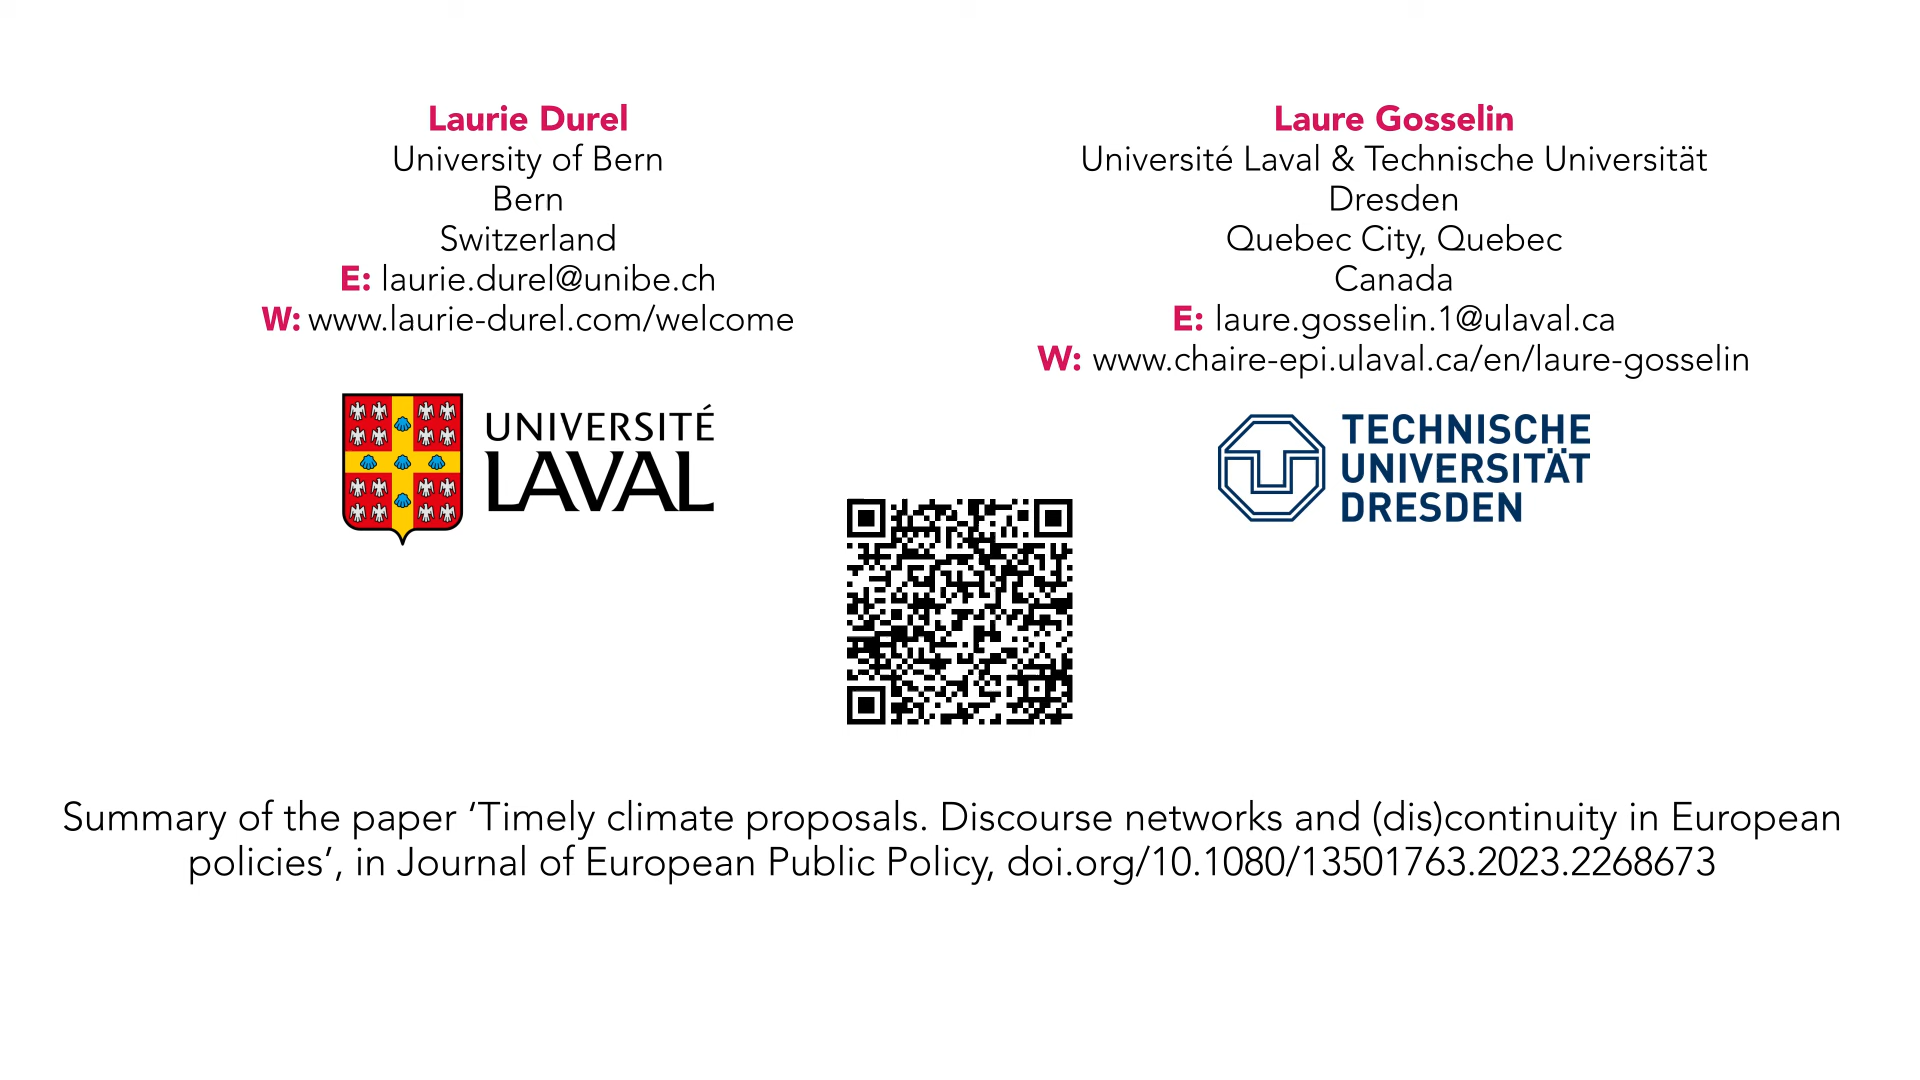 Laurie Durel
University of Bern
Bern
Switzerland
E: laurie.durel@unibe.ch
W: www.laurie-durel.com/welcome
UNIVERSITÉ
LAVAL
Laure Gosselin
Université Laval & Technische Universität
Dresden
Quebec City, Quebec
Canada
E: laure.gosselin.1@ulaval.ca
W: www.chaire-epi.ulaval.ca/en/laure-gosselin
TECHNISCHE
UNIVERSITÄT
DRESDEN
Summary of the paper ‘Timely climate proposals. Discourse networks and (dis)continuity in European
policies’, in Journal of European Public Policy, doi.org/10.1080/13501763.2023.2268673